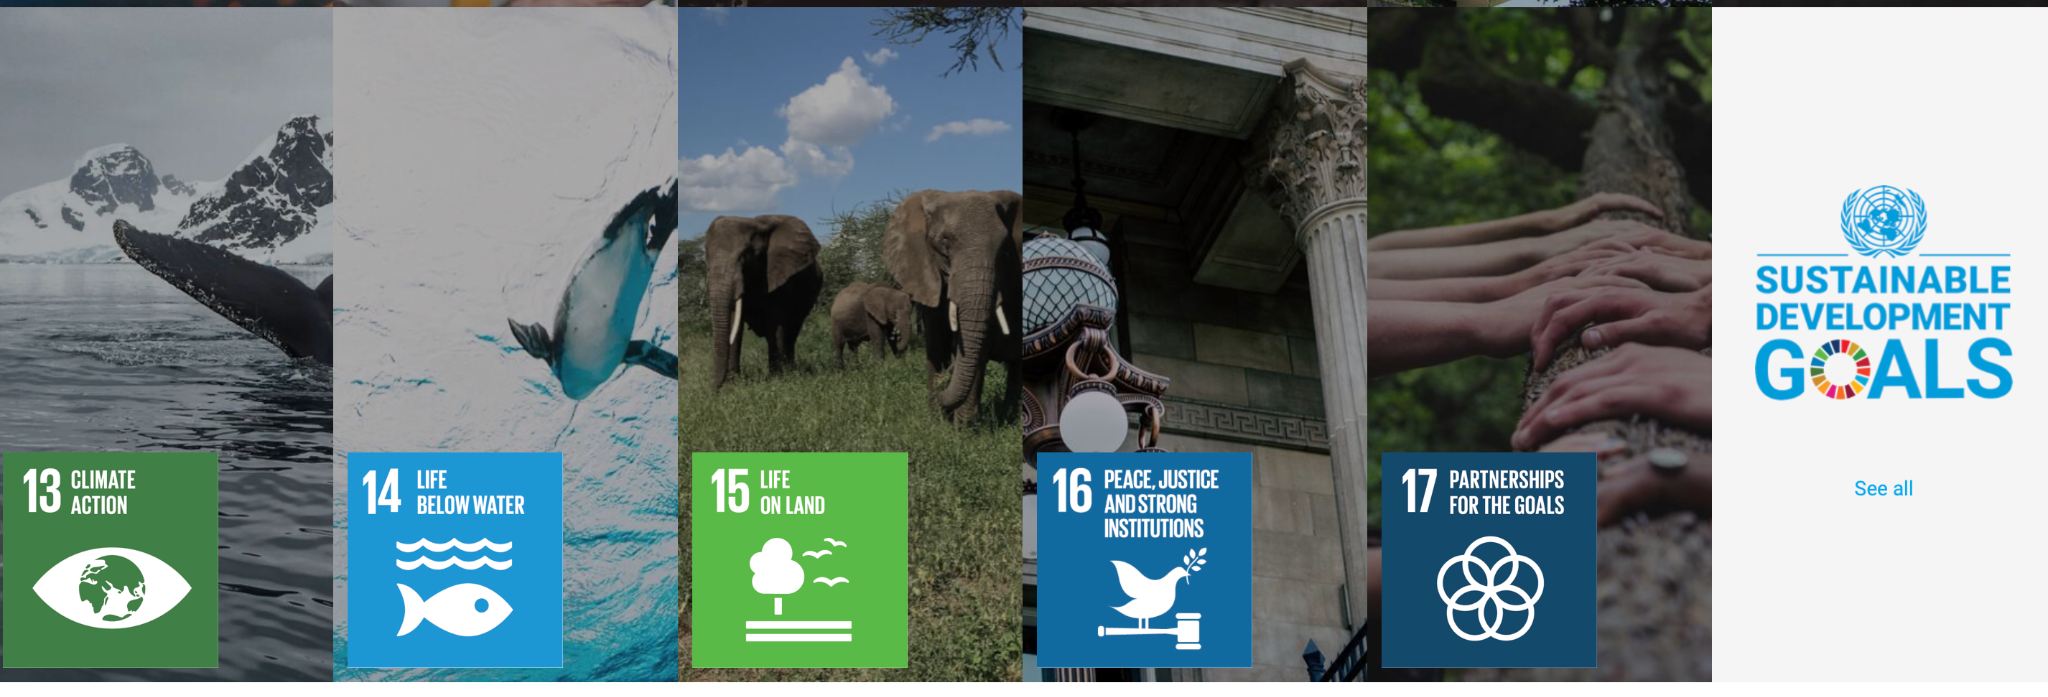 13 CLIMATE
ACTION
14 LIFE
BELOW WATER
15 LIFE
ON LAND
16 PEACE, JUSTICE
AND STRONG
INSTITUTIONS
17 PARTNERSHIPS
FOR THE GOALS
SUSTAINABLE
DEVELOPMENT
GOALS
See all